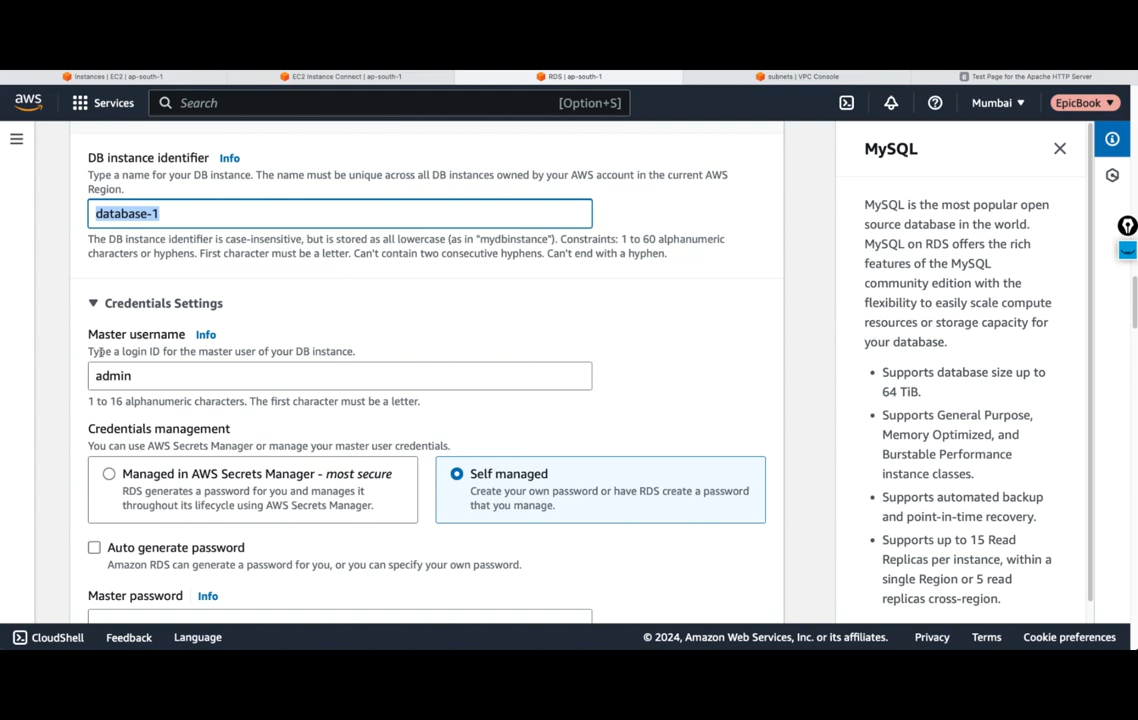 Instances | EC2 | ap-south-1
EC2 Instance Connect | ap-south-1
RDS | ap-south-1
subnets | VPC Console
Test Page for the Apache HTTP Server
aws
Services
Search
[Option+S]
Mumbai ▼
EpicBook ▼
DB instance identifier Info
Type a name for your DB instance. The name must be unique across all DB instances owned by your AWS account in the current AWS
Region.
database-1
The DB instance identifier is case-insensitive, but is stored as all lowercase (as in "mydbinstance"). Constraints: 1 to 60 alphanumeric
characters or hyphens. First character must be a letter. Can't contain two consecutive hyphens. Can't end with a hyphen.
▼ Credentials Settings
Master username Info
Type a login ID for the master user of your DB instance.
admin
1 to 16 alphanumeric characters. The first character must be a letter.
Credentials management
You can use AWS Secrets Manager or manage your master user credentials.
Managed in AWS Secrets Manager - most secure
RDS generates a password for you and manages it
throughout its lifecycle using AWS Secrets Manager.
Self managed
Create your own password or have RDS create a password
that you manage.
Auto generate password
Amazon RDS can generate a password for you, or you can specify your own password.
Master password Info
MySQL
MySQL is the most popular open
source database in the world.
MySQL on RDS offers the rich
features of the MySQL
community edition with the
flexibility to easily scale compute
resources or storage capacity for
your database.
• Supports database size up to
64 TiB.
• Supports General Purpose,
Memory Optimized, and
Burstable Performance
instance classes.
• Supports automated backup
and point-in-time recovery.
• Supports up to 15 Read
Replicas per instance, within a
single Region or 5 read
replicas cross-region.
CloudShell
Feedback
Language
© 2024, Amazon Web Services, Inc. or its affiliates.
Privacy
Terms
Cookie preferences